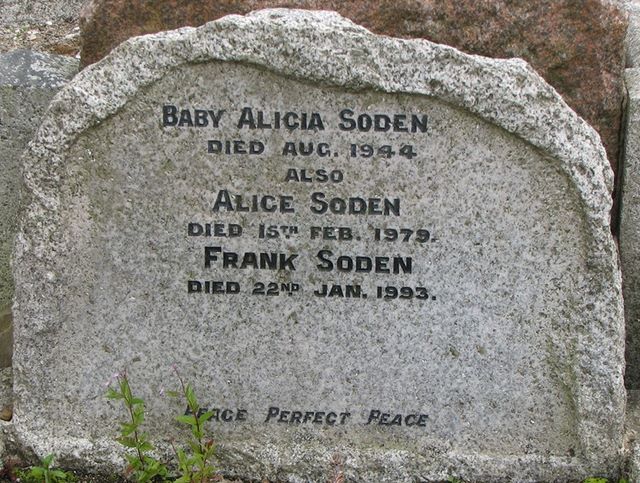 BABY ALICIA SODEN
DIED AUG. 1944
ALSO
ALICE SODEN
DIED 15TH FEB. 1979.
FRANK SODEN
DIED 22ND JAN. 1993.
PEACE PERFECT PEACE